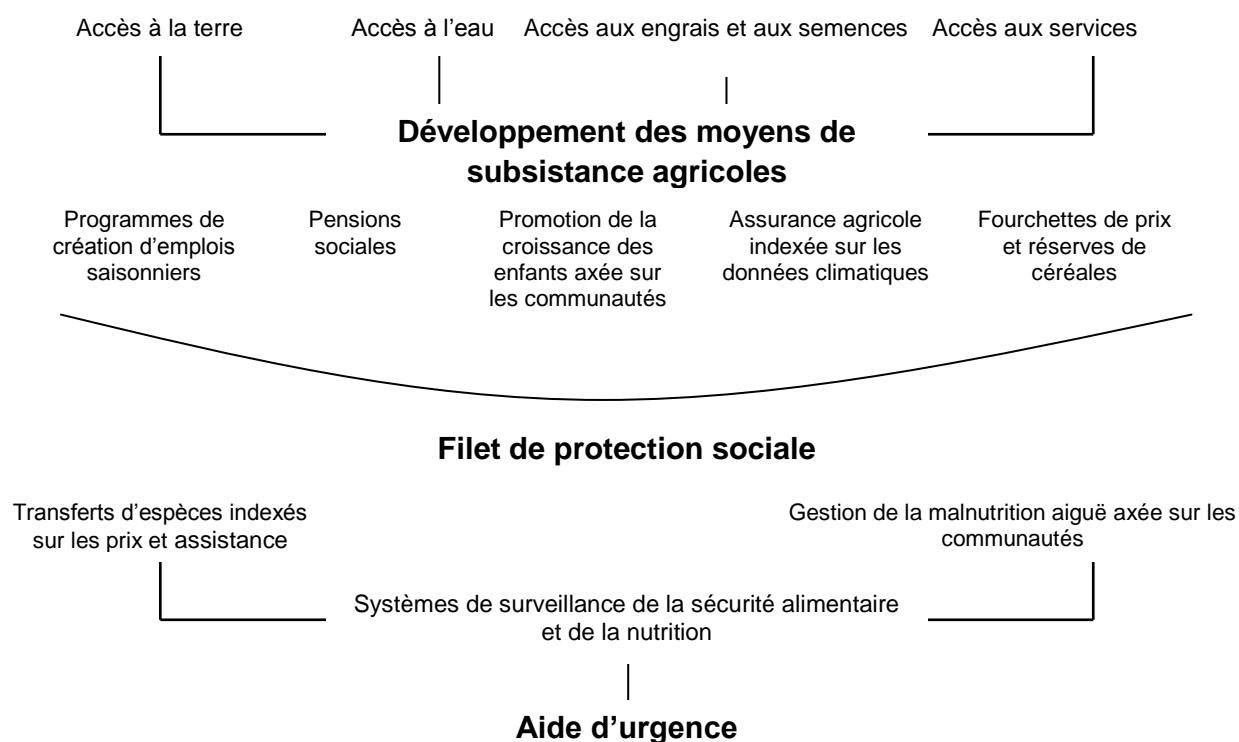 Accès à la terre
Accès à l'eau
Accès aux engrais et aux semences
Accès aux services
Développement des moyens de
subsistance agricoles
Programmes de
création d'emplois
saisonniers
Pensions
sociales
Promotion de la
croissance des
enfants axée sur
les communautés
Assurance agricole
indexée sur les
données climatiques
Fourchettes de prix
et réserves de
céréales
Filet de protection sociale
Transferts d'espèces indexés
sur les prix et assistance
Gestion de la malnutrition aiguë axée sur les
communautés
Systèmes de surveillance de la sécurité alimentaire
et de la nutrition
Aide d'urgence